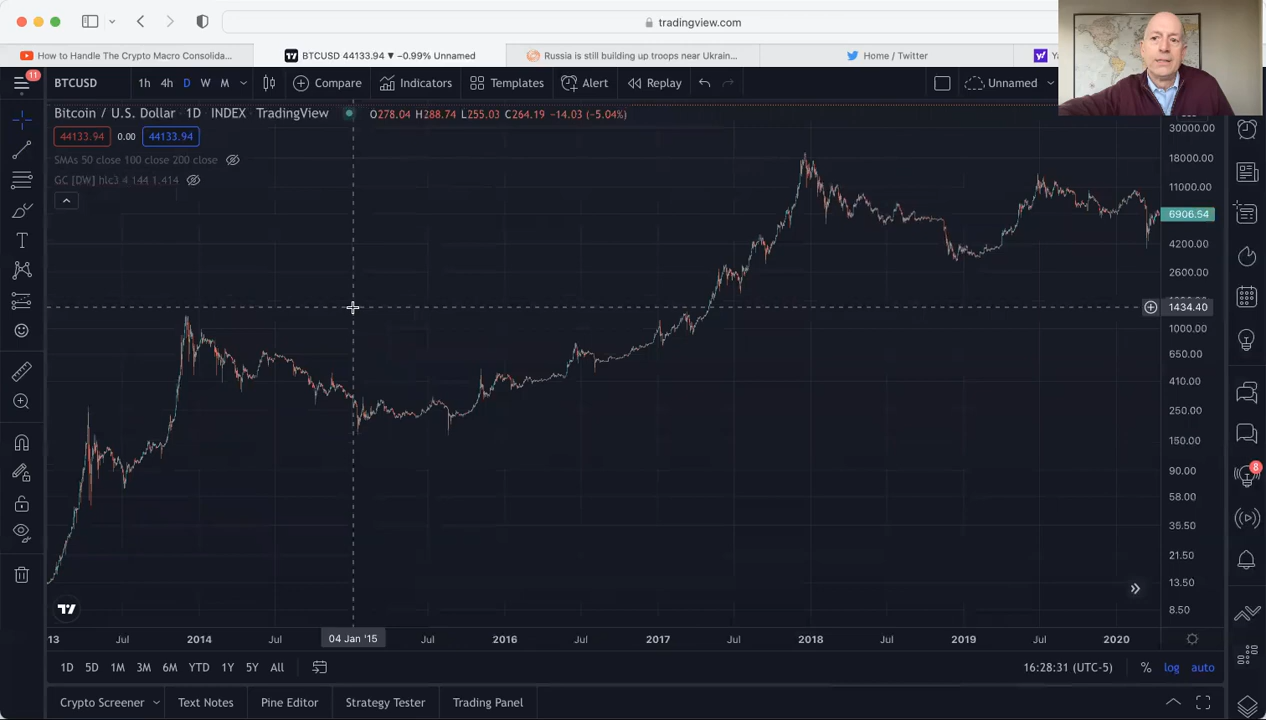 tradingview.com
How to Handle The Crypto Macro Consolida...
BTCUSD 44133.94 ▼ −0.99% Unnamed
Russia is still building up troops near Ukrain...
Home / Twitter
11
BTCUSD
1h 4h D W M
Compare
Indicators
Templates
Alert
Replay
Unnamed
Bitcoin / U.S. Dollar · 1D · INDEX · TradingView
O278.04 H288.74 L255.03 C264.19 −14.03 (−5.04%)
44133.94 0.00 44133.94
SMAs 50 close 100 close 200 close
GC [DW] hlc3 4 144 1.414
30000.00
18000.00
11000.00
6906.54
4200.00
2600.00
1434.40
1000.00
650.00
410.00
250.00
150.00
90.00
58.00
35.50
21.50
13.50
8.50
8
13 Jul 2014 Jul 04 Jan '15 Jul 2016 Jul 2017 Jul 2018 Jul 2019 Jul 2020
1D 5D 1M 3M 6M YTD 1Y 5Y All
16:28:31 (UTC-5) % log auto
Crypto Screener Text Notes Pine Editor Strategy Tester Trading Panel